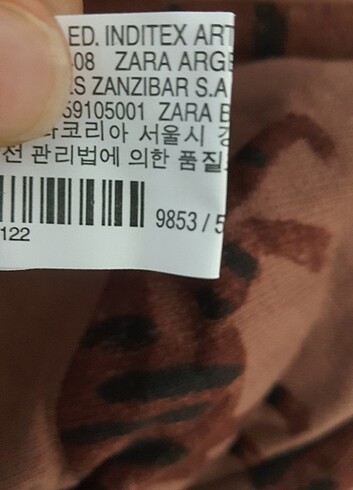 ED. INDITEX ART
.08 ZARA ARGE
S ZANZIBAR S.A
59105001 ZARA B
코리아 서울시
전 관리법에 의한 품질
9853 / 5
122